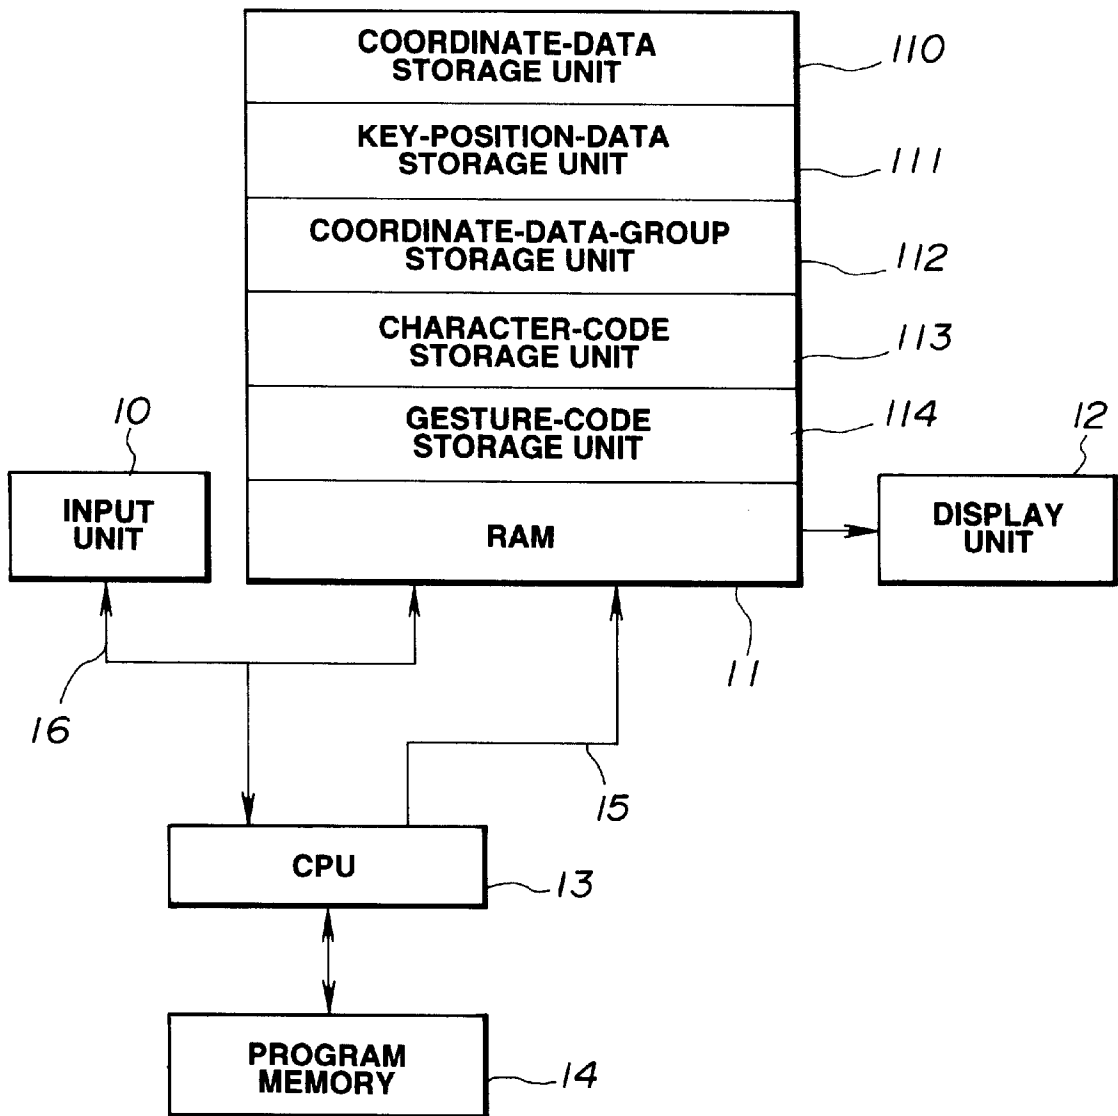 COORDINATE-DATA
STORAGE UNIT
110
KEY-POSITION-DATA
STORAGE UNIT
111
COORDINATE-DATA-GROUP
STORAGE UNIT
112
CHARACTER-CODE
STORAGE UNIT
113
GESTURE-CODE
STORAGE UNIT
114
10
INPUT
UNIT
RAM
12
DISPLAY
UNIT
11
16
15
CPU
13
PROGRAM
MEMORY
14